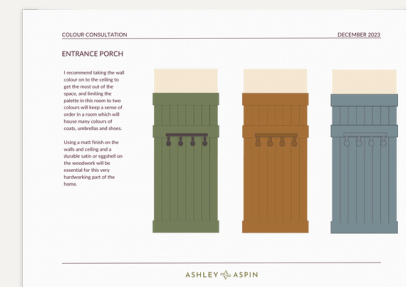 COLOUR CONSULTATION
DECEMBER 2023
ENTRANCE PORCH
I recommend taking the wall
colour on to the ceiling to
get the most out of the
space, and limiting the
palette in this room to two
colours will keep a sense of
order in a room which will
house many colours of
coats, umbrellas and shoes.
Using a matt finish on the
walls and ceiling and a
durable satin or eggshell on
the woodwork will be
essential for this very
hardworking part of the
home.
ASHLEY ASPIN